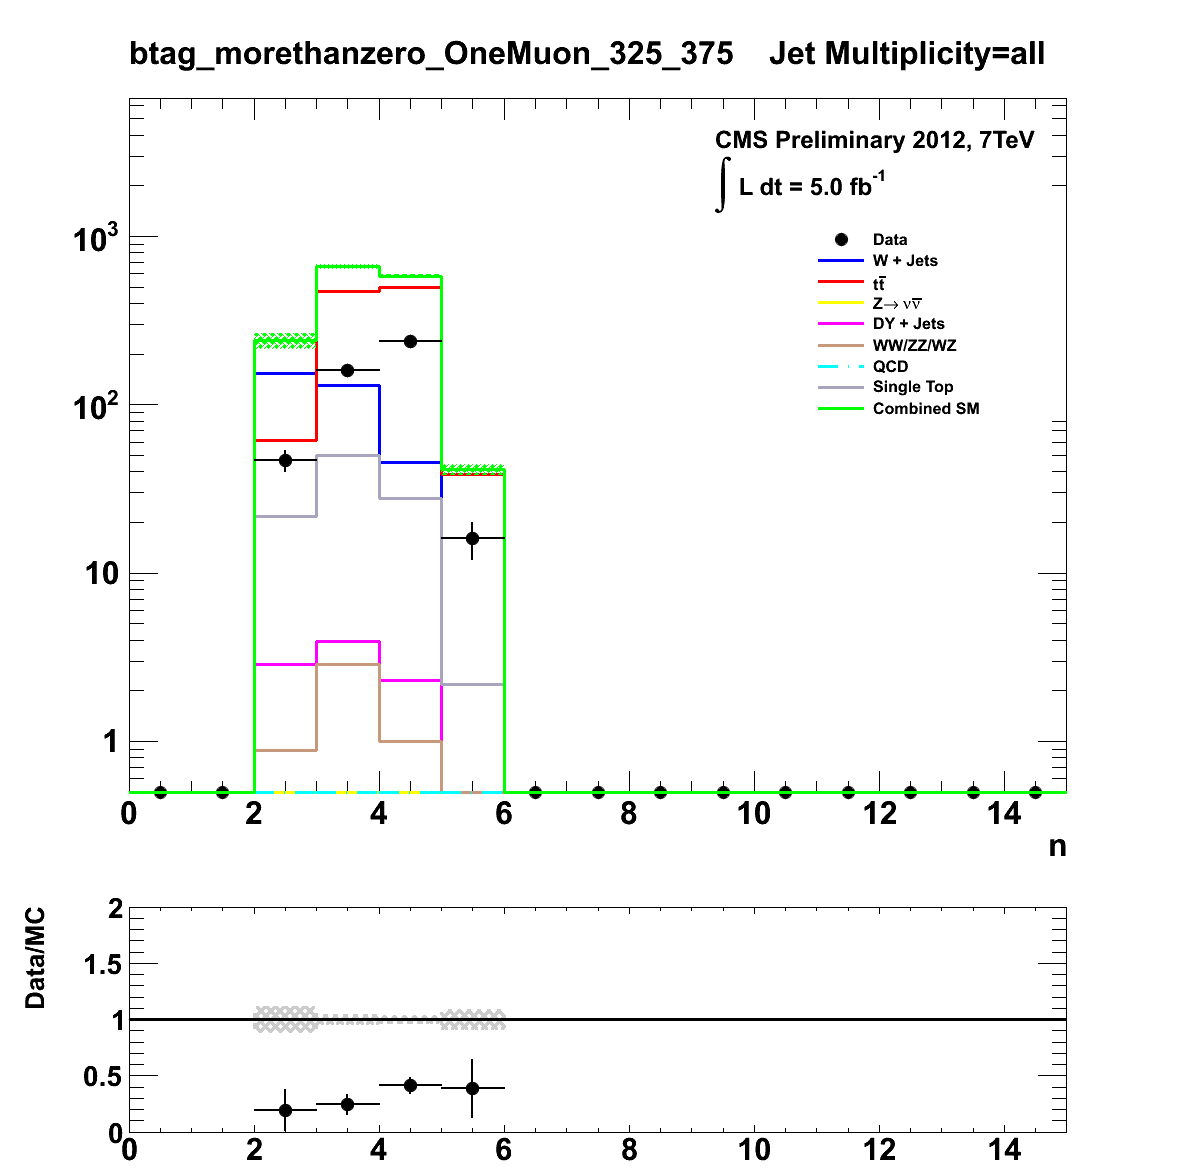 btag_morethanzero_OneMuon_325_375 Jet Multiplicity=all
CMS Preliminary 2012, 7TeV
∫ L dt = 5.0 fb⁻¹
Data
W + Jets
tt̅
Z→ νν̅
DY + Jets
WW/ZZ/WZ
QCD
Single Top
Combined SM
10³
10²
10
1
0 2 4 6 8 10 12 14
n
Data/MC
2
1.5
1
0.5
0
0 2 4 6 8 10 12 14